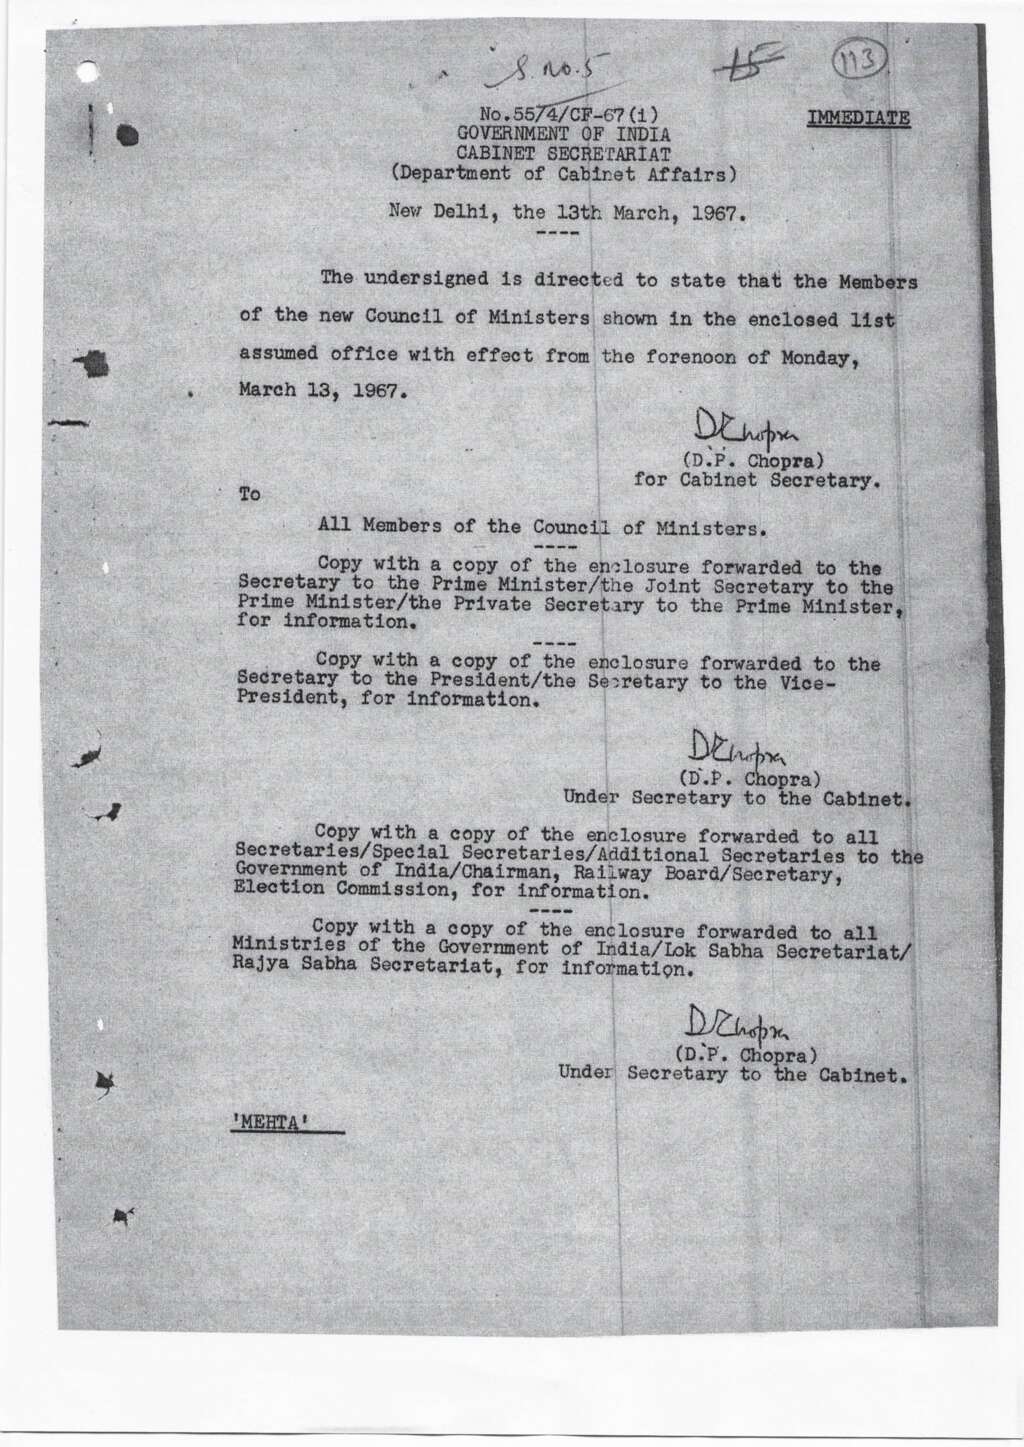 S. No. 5
15
113
No.55/4/CF-67(1)
IMMEDIATE
GOVERNMENT OF INDIA
CABINET SECRETARIAT
(Department of Cabinet Affairs)
New Delhi, the 13th March, 1967.
----
The undersigned is directed to state that the Members
of the new Council of Ministers shown in the enclosed list
assumed office with effect from the forenoon of Monday,
March 13, 1967.
DPChopra
(D.P. Chopra)
for Cabinet Secretary.
To
All Members of the Council of Ministers.
----
Copy with a copy of the enclosure forwarded to the
Secretary to the Prime Minister/the Joint Secretary to the
Prime Minister/the Private Secretary to the Prime Minister,
for information.
----
Copy with a copy of the enclosure forwarded to the
Secretary to the President/the Secretary to the Vice-
President, for information.
DPChopra
(D.P. Chopra)
Under Secretary to the Cabinet.
Copy with a copy of the enclosure forwarded to all
Secretaries/Special Secretaries/Additional Secretaries to the
Government of India/Chairman, Railway Board/Secretary,
Election Commission, for information.
----
Copy with a copy of the enclosure forwarded to all
Ministries of the Government of India/Lok Sabha Secretariat/
Rajya Sabha Secretariat, for information.
DPChopra
(D.P. Chopra)
Under Secretary to the Cabinet.
'MEHTA'